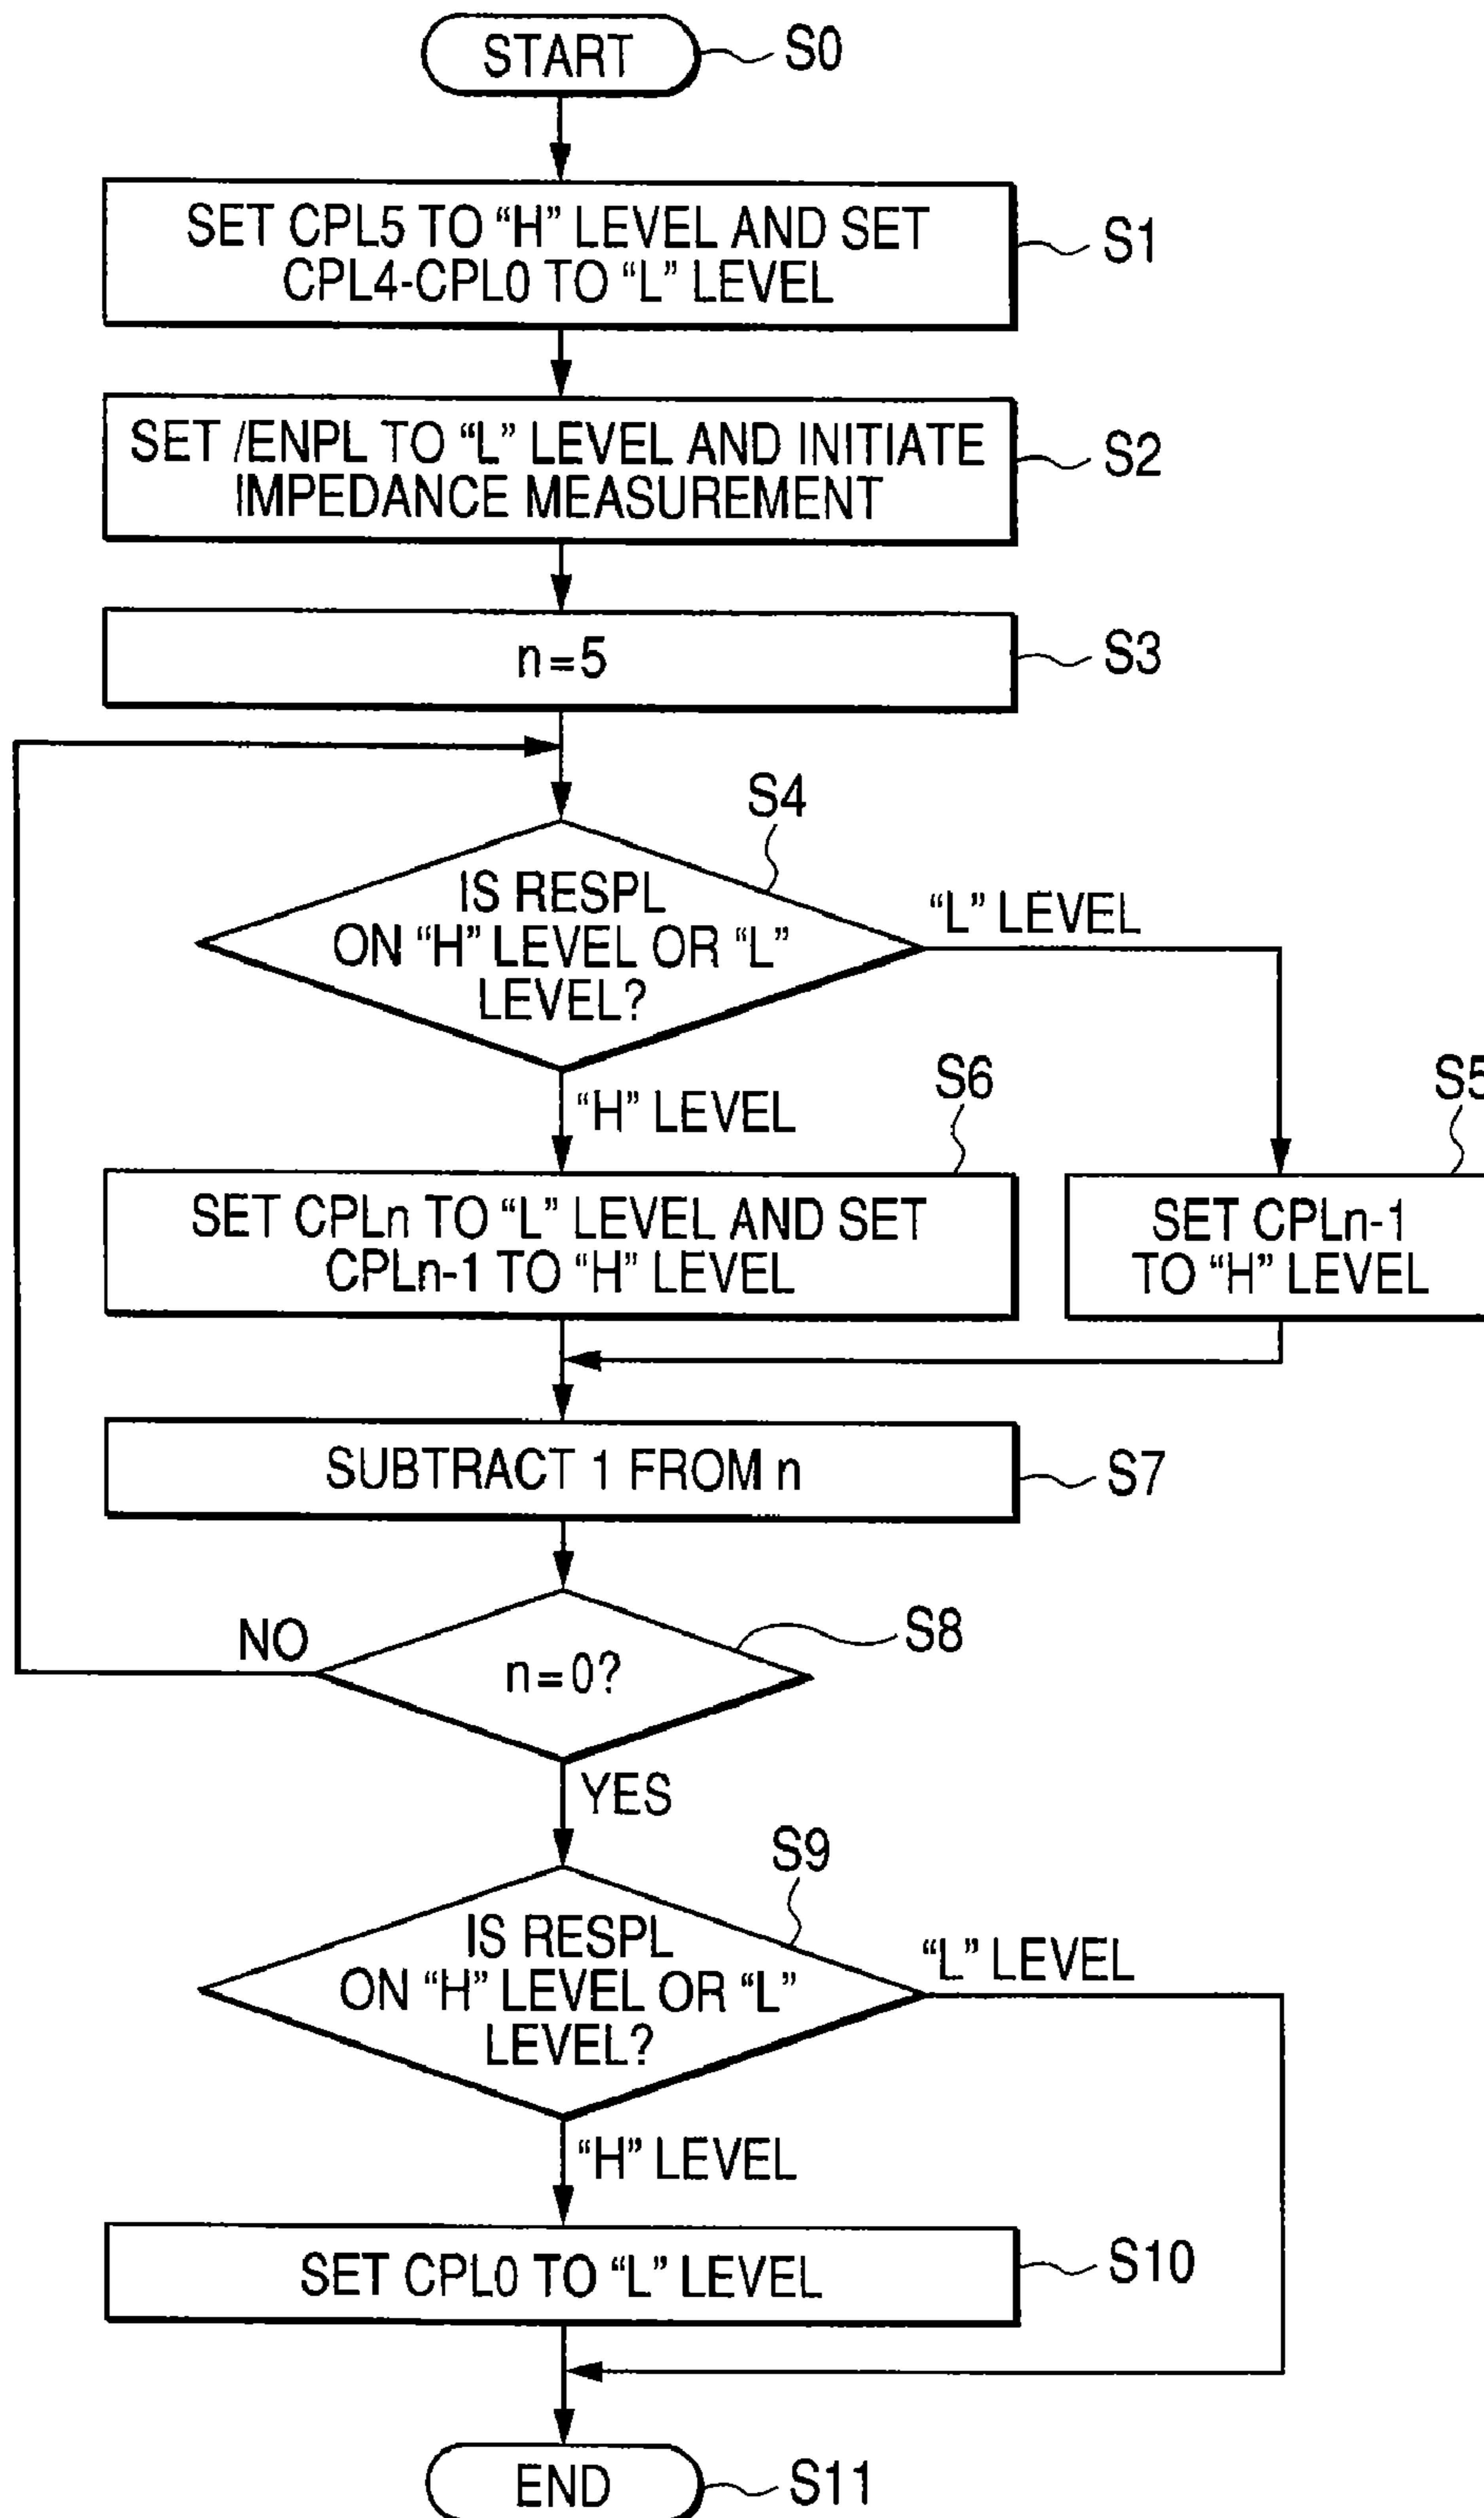 START
S0
SET CPL5 TO “H” LEVEL AND SET
CPL4-CPL0 TO “L” LEVEL
S1
SET /ENPL TO “L” LEVEL AND INITIATE
IMPEDANCE MEASUREMENT
S2
n=5
S3
S4
IS RESPL
ON “H” LEVEL OR “L”
LEVEL?
“L” LEVEL
“H” LEVEL
S6
S5
SET CPLn TO “L” LEVEL AND SET
CPLn-1 TO “H” LEVEL
SET CPLn-1
TO “H” LEVEL
SUBTRACT 1 FROM n
S7
NO
n=0?
S8
YES
S9
IS RESPL
ON “H” LEVEL OR “L”
LEVEL?
“L” LEVEL
“H” LEVEL
SET CPL0 TO “L” LEVEL
S10
END
S11